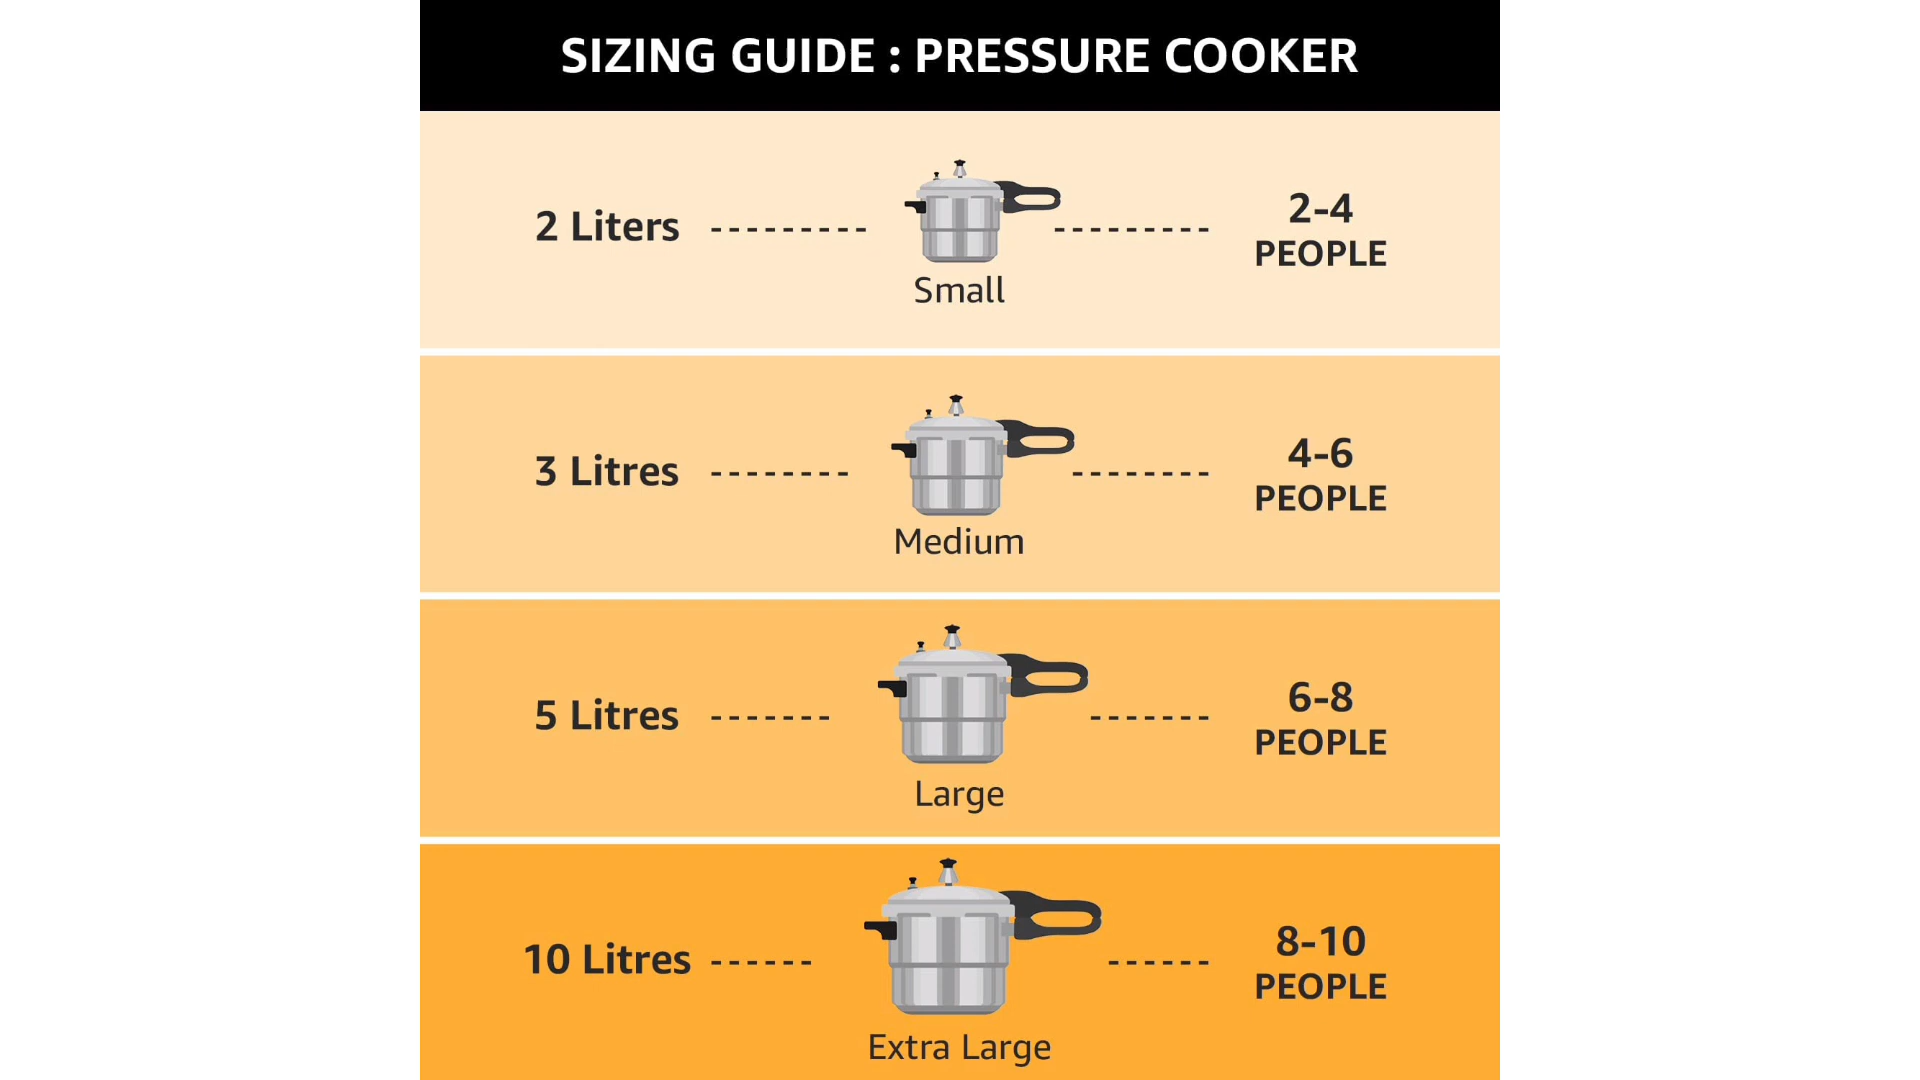 SIZING GUIDE : PRESSURE COOKER
2 Liters
Small
2-4
PEOPLE
3 Litres
Medium
4-6
PEOPLE
5 Litres
Large
6-8
PEOPLE
10 Litres
Extra Large
8-10
PEOPLE